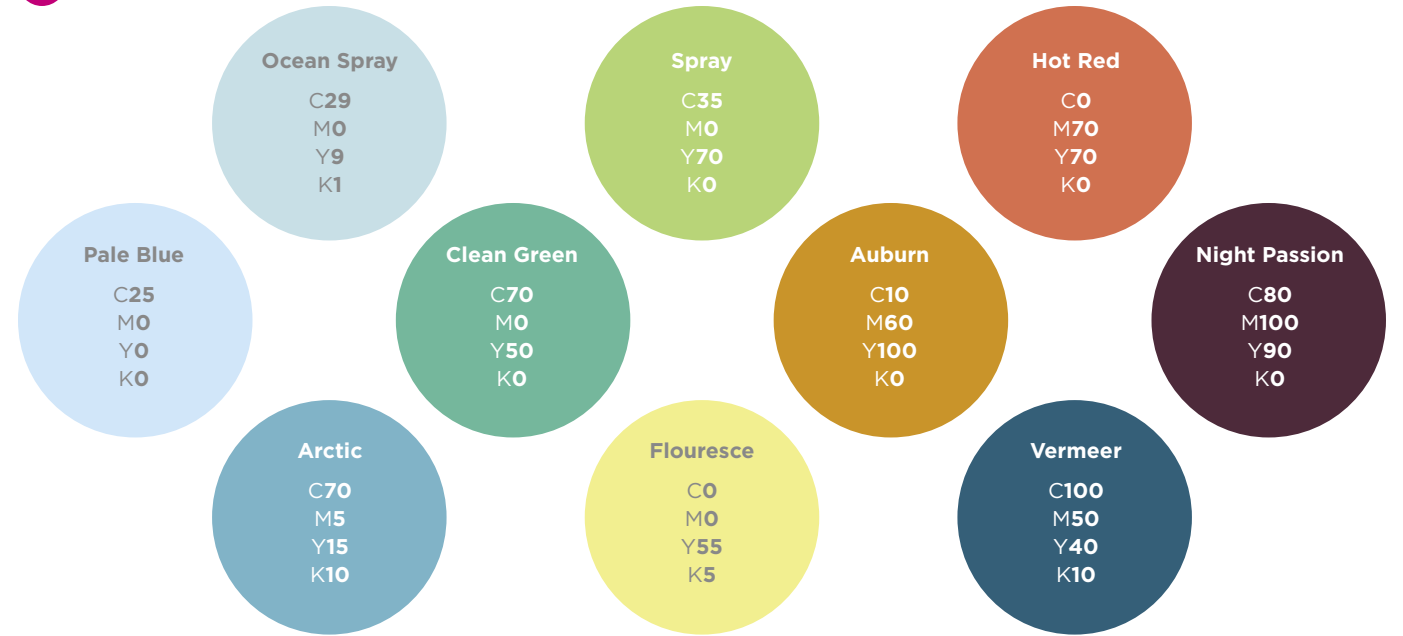 Ocean Spray
C29
M0
Y9
K1
Spray
C35
M0
Y70
K0
Hot Red
C0
M70
Y70
K0
Pale Blue
C25
M0
Y0
K0
Clean Green
C70
M0
Y50
K0
Auburn
C10
M60
Y100
K0
Night Passion
C80
M100
Y90
K0
Arctic
C70
M5
Y15
K10
Flouresce
C0
M0
Y55
K5
Vermeer
C100
M50
Y40
K10